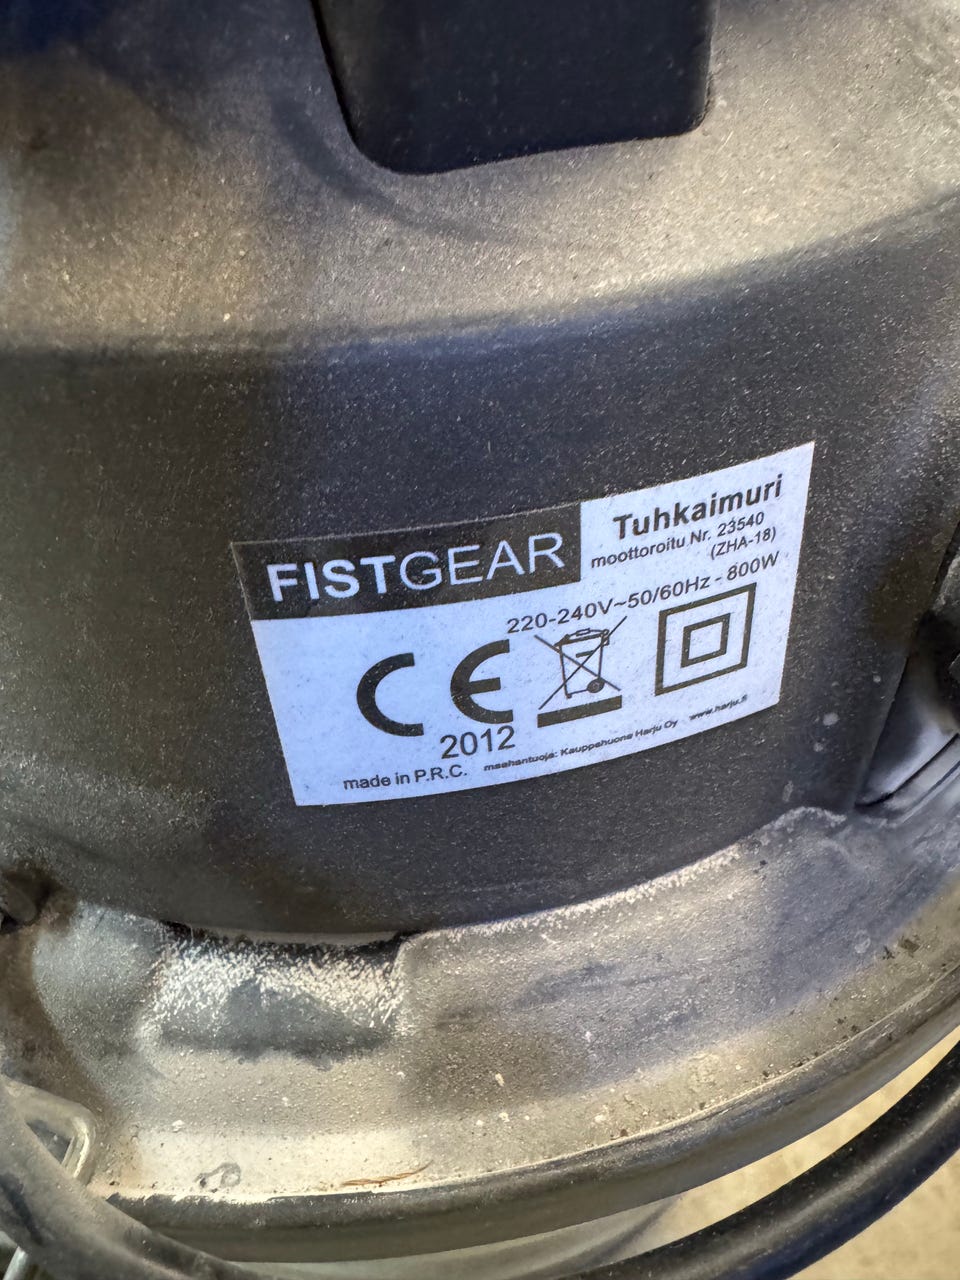 FISTGEAR
Tuhkaimuri
moottoroitu Nr. 23540
(ZHA-18)
220-240V~50/60Hz - 800W
CE
2012
made in P.R.C.
maahantuoja: Kauppahuone Harju Oy www.harju.fi